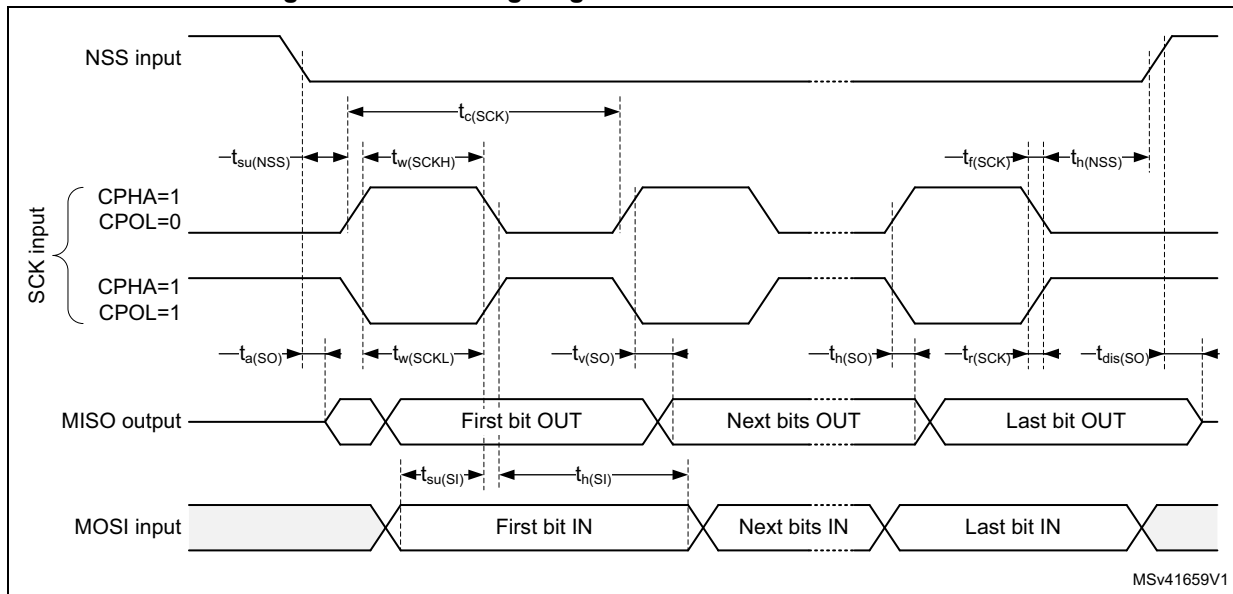 NSS input
tc(SCK)
tsu(NSS)
tw(SCKH)
tf(SCK)
th(NSS)
SCK input
CPHA=1
CPOL=0
CPHA=1
CPOL=1
ta(SO)
tw(SCKL)
tv(SO)
th(SO)
tr(SCK)
tdis(SO)
MISO output
First bit OUT
Next bits OUT
Last bit OUT
tsu(SI)
th(SI)
MOSI input
First bit IN
Next bits IN
Last bit IN
MSv41659V1